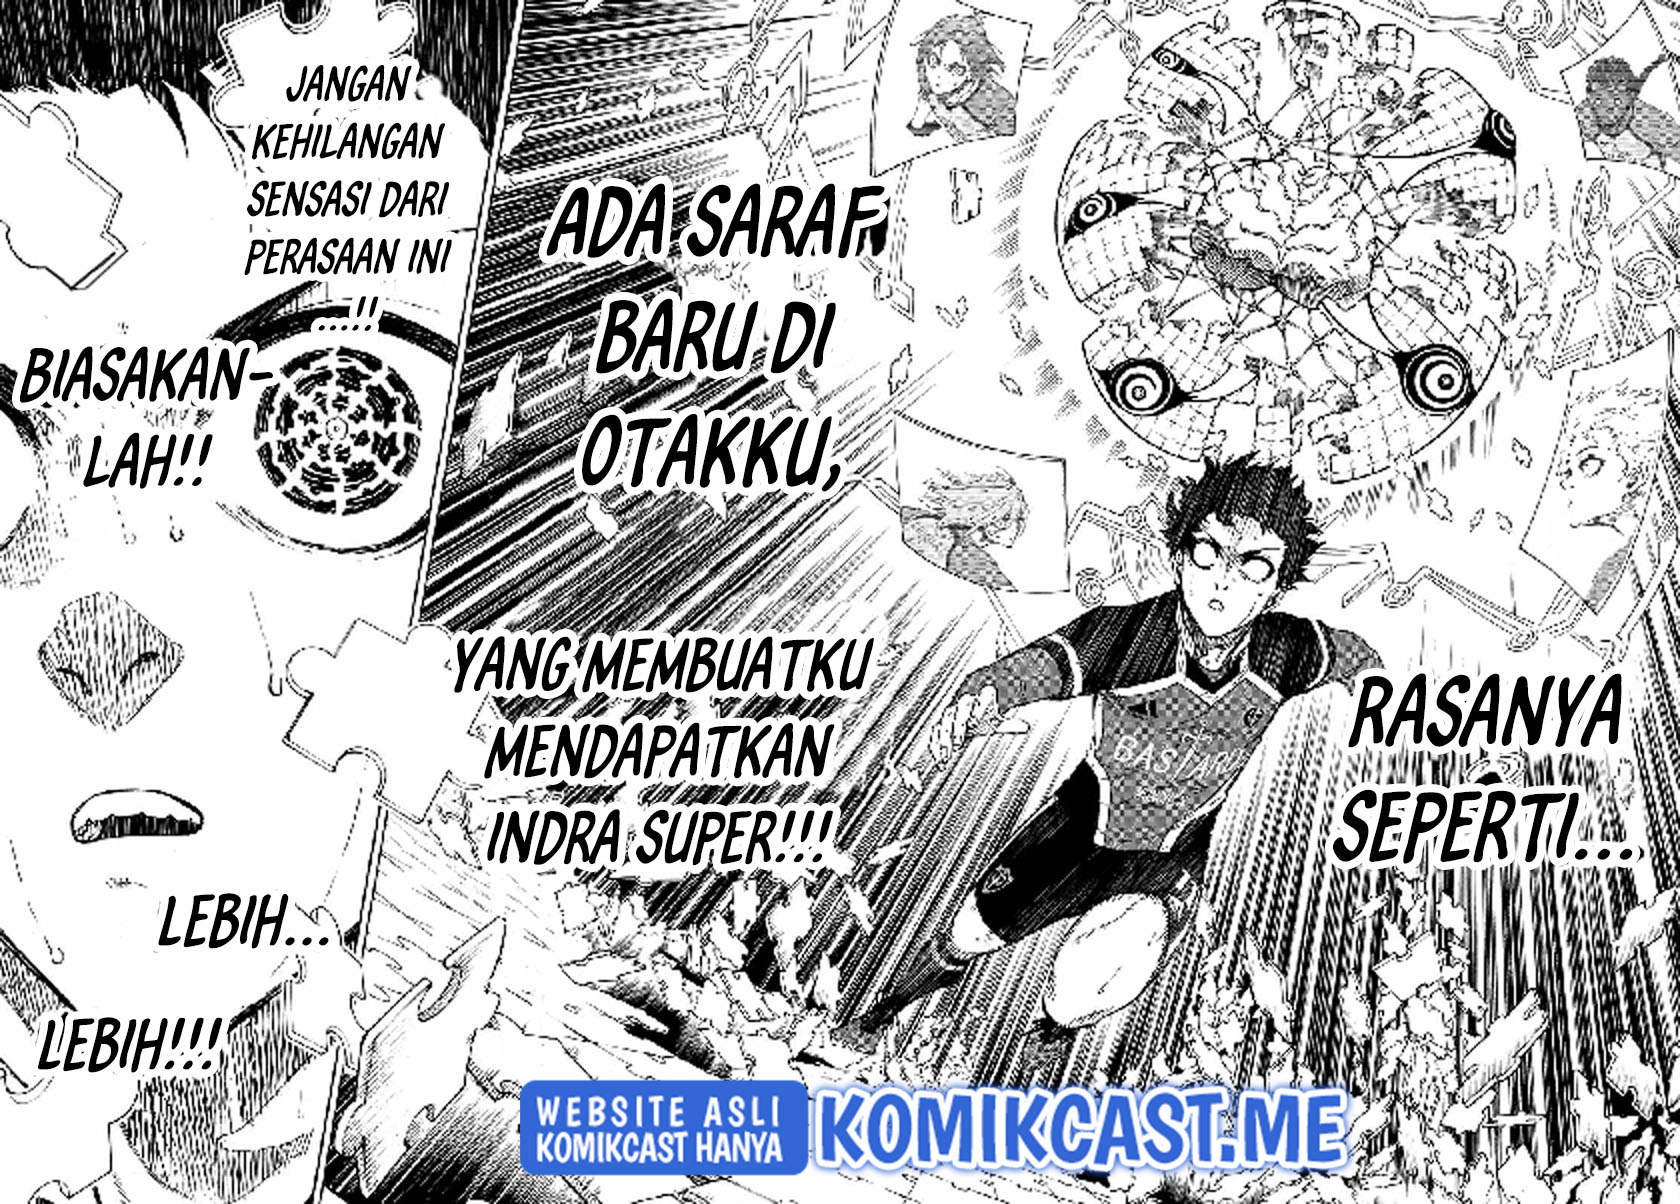 RASANYA
SEPERTI...
ADA SARAF
BARU DI
OTAKKU,
YANG MEMBUATKU
MENDAPATKAN
INDRA SUPER!!!
JANGAN
KEHILANGAN
SENSASI DARI
PERASAAN INI
...!!
BIASAKAN-
LAH!!
LEBIH...
LEBIH!!!
BASTARD
WEBSITE ASLI
KOMIKCAST HANYA
KOMIKCAST.ME